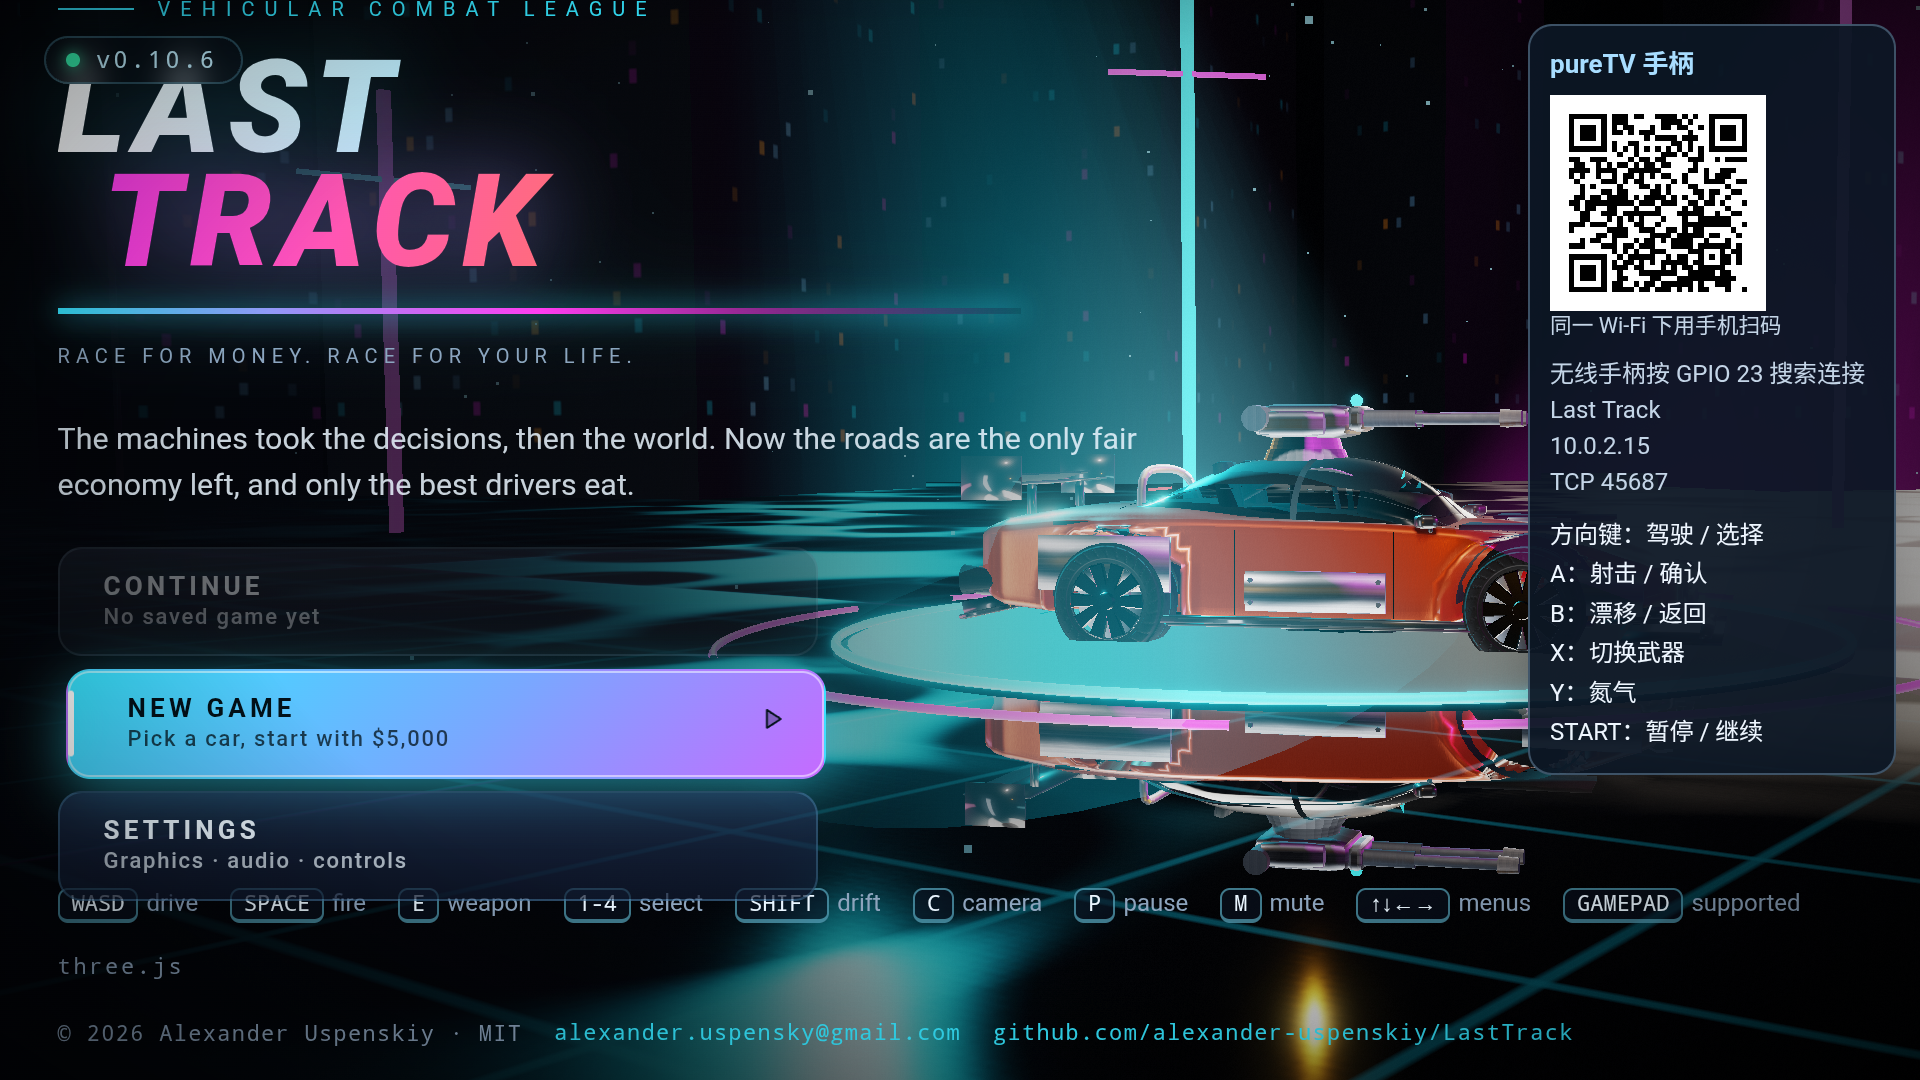 VEHICULAR COMBAT LEAGUE
v0.10.6
LAST
TRACK
RACE FOR MONEY. RACE FOR YOUR LIFE.
The machines took the decisions, then the world. Now the roads are the only fair
economy left, and only the best drivers eat.
CONTINUE
No saved game yet
NEW GAME
Pick a car, start with $5,000
SETTINGS
Graphics · audio · controls
WASD drive SPACE fire E weapon 1-4 select SHIFT drift C camera P pause M mute ↑↓←→ menus GAMEPAD supported
three.js
© 2026 Alexander Uspenskiy · MIT alexander.uspensky@gmail.com github.com/alexander-uspenskiy/LastTrack
pureTV 手柄
同一 Wi-Fi 下用手机扫码
无线手柄按 GPIO 23 搜索连接
Last Track
10.0.2.15
TCP 45687
方向键：驾驶 / 选择
A：射击 / 确认
B：漂移 / 返回
X：切换武器
Y：氮气
START：暂停 / 继续